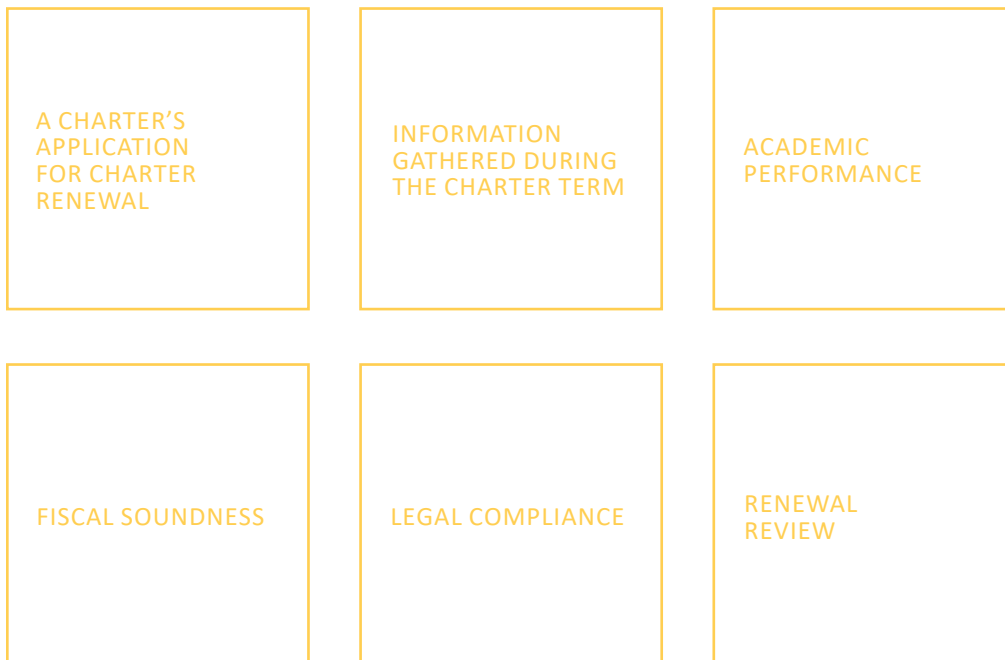 A CHARTER’S
APPLICATION
FOR CHARTER
RENEWAL
INFORMATION
GATHERED DURING
THE CHARTER TERM
ACADEMIC
PERFORMANCE
FISCAL SOUNDNESS
LEGAL COMPLIANCE
RENEWAL
REVIEW